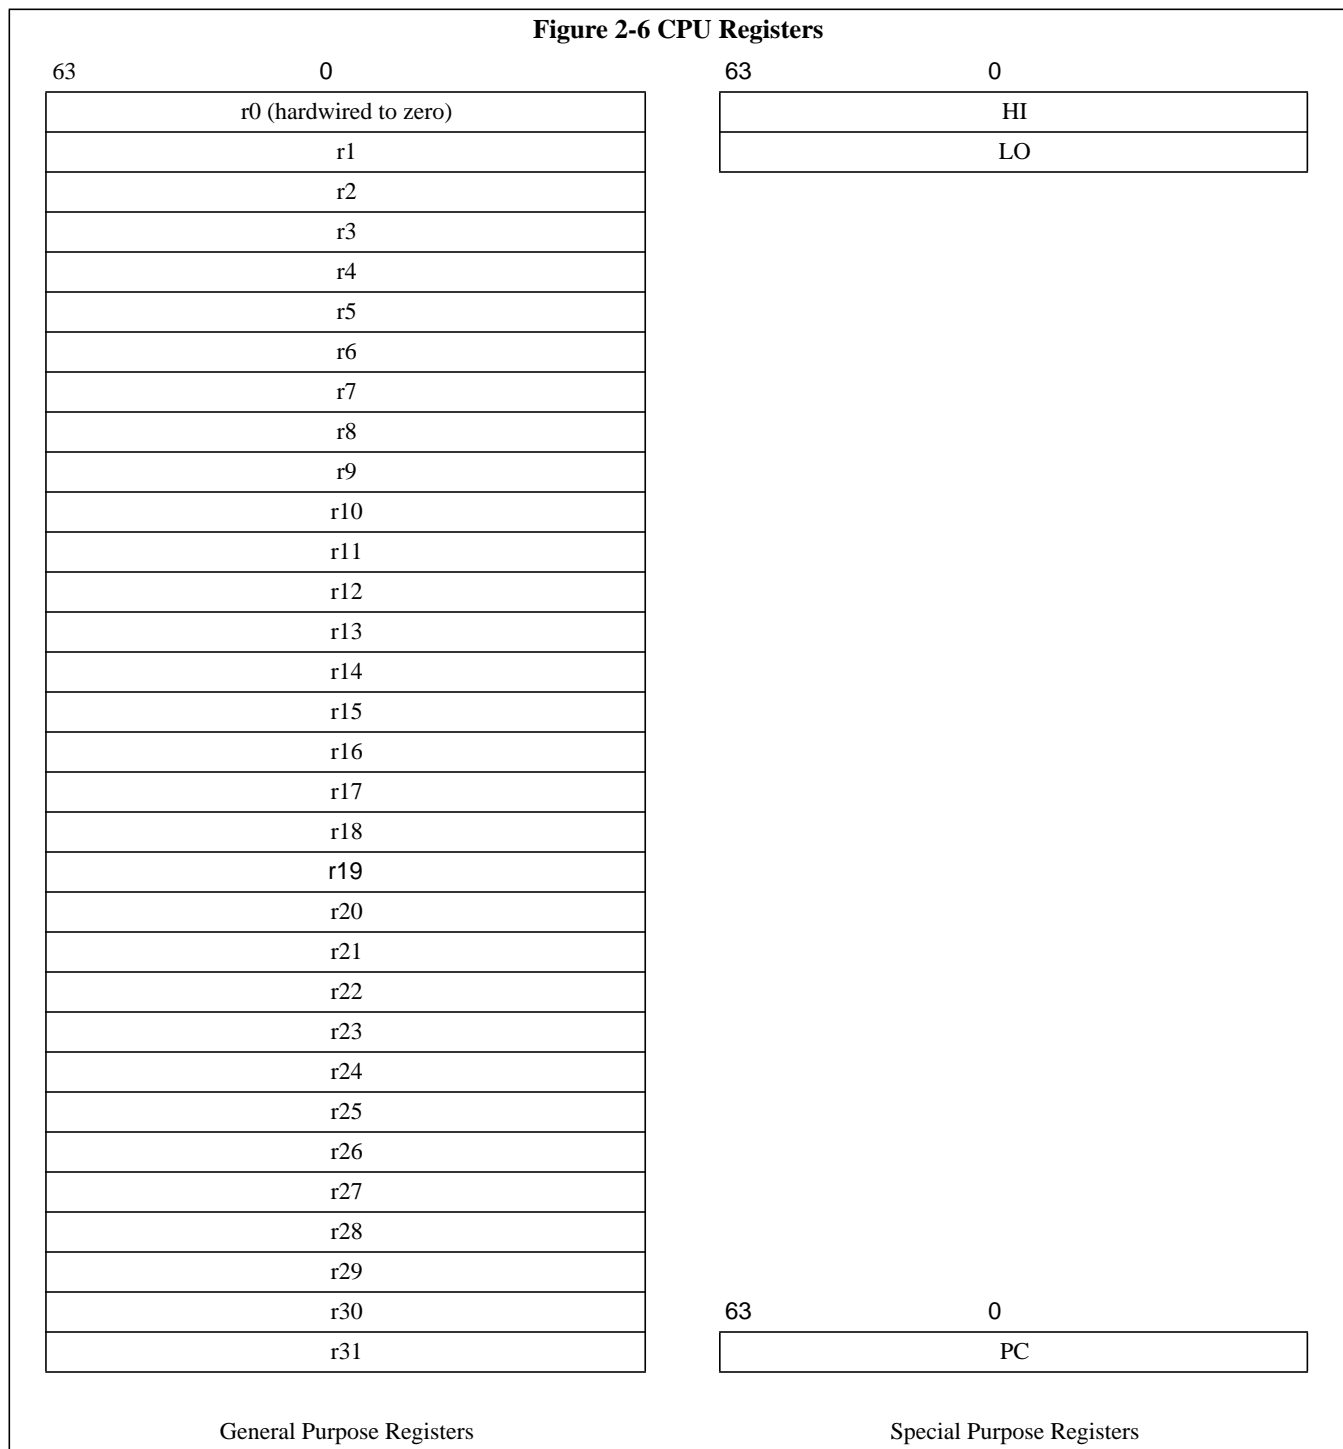 Figure 2-6 CPU Registers
63 0
r0 (hardwired to zero)
r1
r2
r3
r4
r5
r6
r7
r8
r9
r10
r11
r12
r13
r14
r15
r16
r17
r18
r19
r20
r21
r22
r23
r24
r25
r26
r27
r28
r29
r30
r31
General Purpose Registers
63 0
HI
LO
63 0
PC
Special Purpose Registers